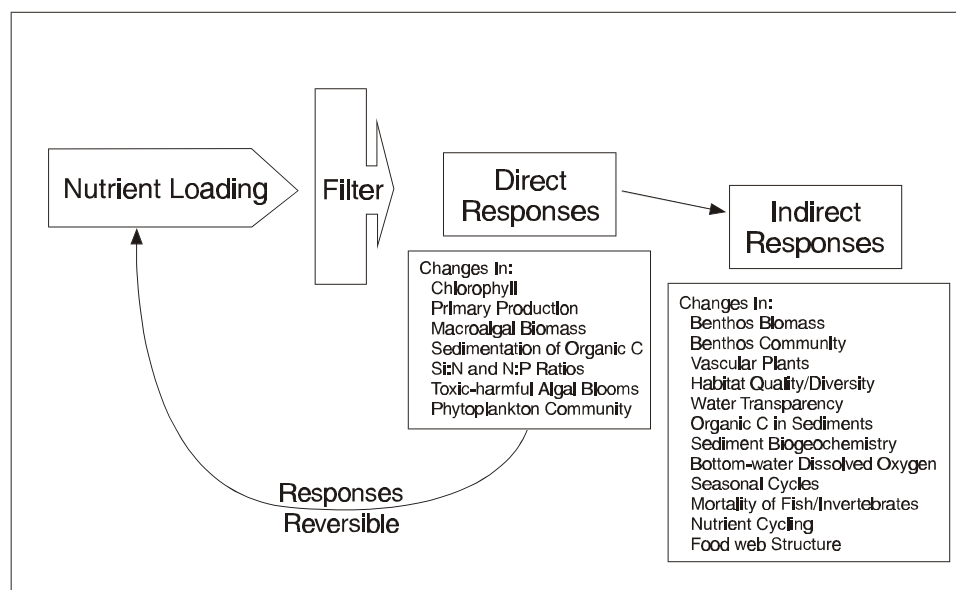 Nutrient Loading
Filter
Direct
Responses
Indirect
Responses
Changes In:
Chlorophyll
Primary Production
Macroalgal Biomass
Sedimentation of Organic C
Si:N and N:P Ratios
Toxic-harmful Algal Blooms
Phytoplankton Community
Changes In:
Benthos Biomass
Benthos Community
Vascular Plants
Habitat Quality/Diversity
Water Transparency
Organic C in Sediments
Sediment Biogeochemistry
Bottom-water Dissolved Oxygen
Seasonal Cycles
Mortality of Fish/Invertebrates
Nutrient Cycling
Food web Structure
Responses
Reversible